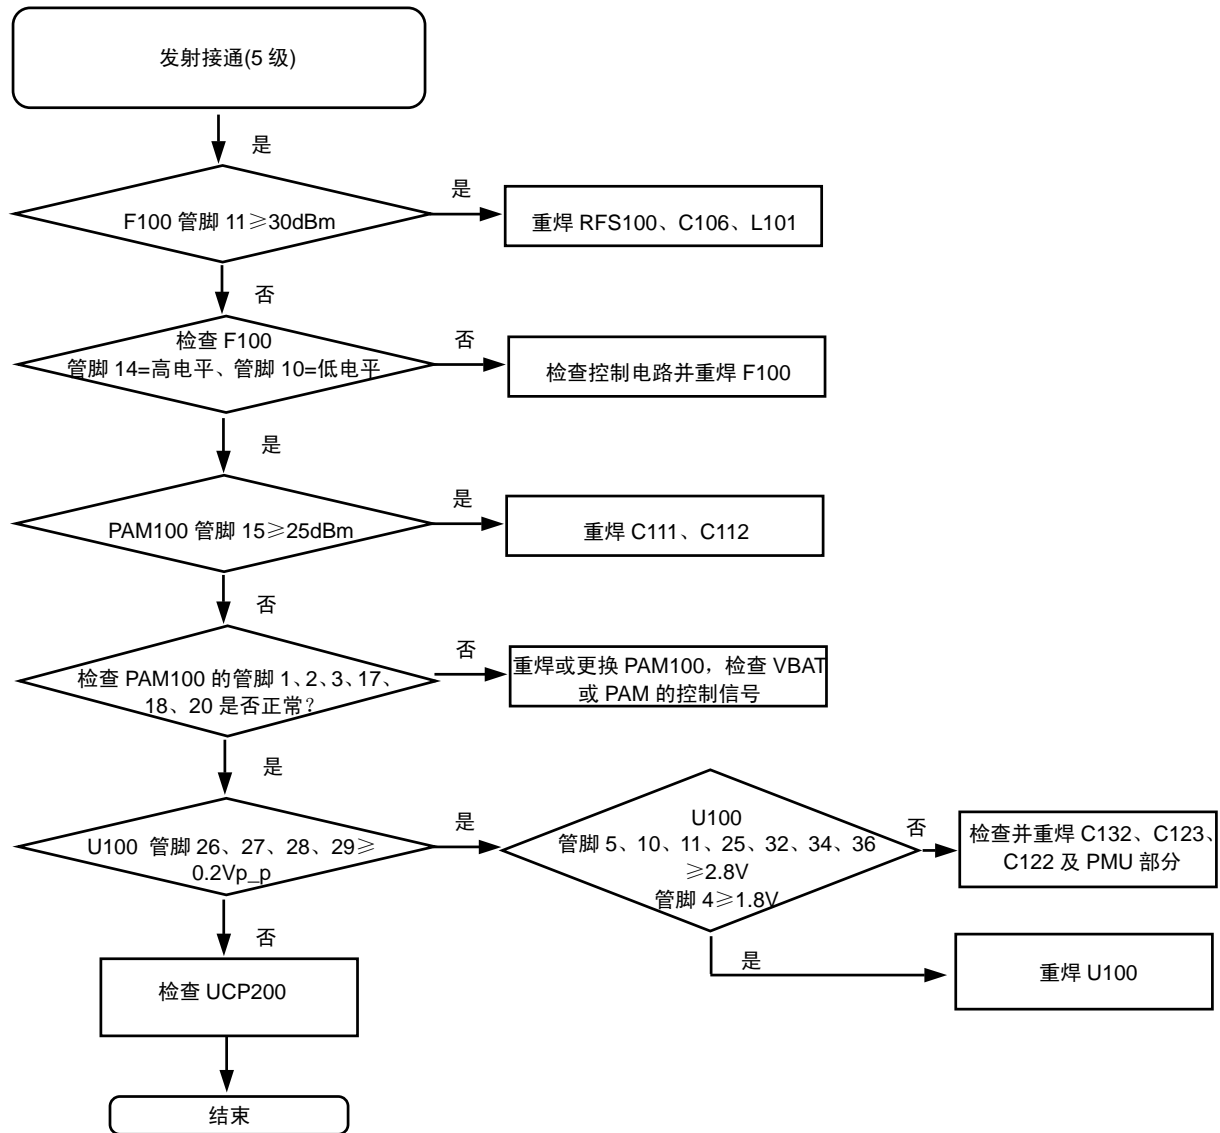 发射接通(5 级)
是
F100 管脚 11≥30dBm
是
重焊 RFS100、C106、L101
否
检查 F100
管脚 14=高电平、管脚 10=低电平
否
检查控制电路并重焊 F100
是
PAM100 管脚 15≥25dBm
是
重焊 C111、C112
否
检查 PAM100 的管脚 1、2、3、17、
18、20 是否正常?
否
重焊或更换 PAM100，检查 VBAT
或 PAM 的控制信号
是
U100 管脚 26、27、28、29≥
0.2Vp_p
是
U100
管脚 5、10、11、25、32、34、36
≥2.8V
管脚 4≥1.8V
否
检查并重焊 C132、C123、
C122 及 PMU 部分
是
重焊 U100
否
检查 UCP200
结束